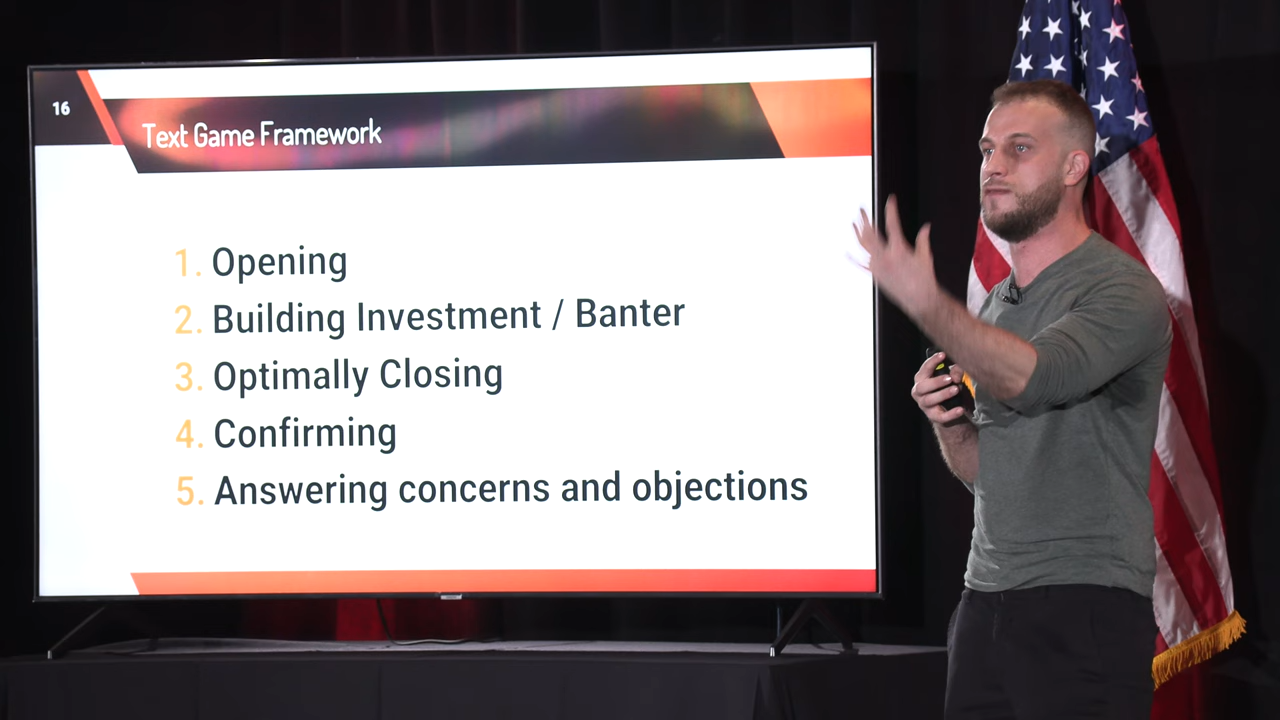 16
Text Game Framework
1. Opening
2. Building Investment / Banter
3. Optimally Closing
4. Confirming
5. Answering concerns and objections